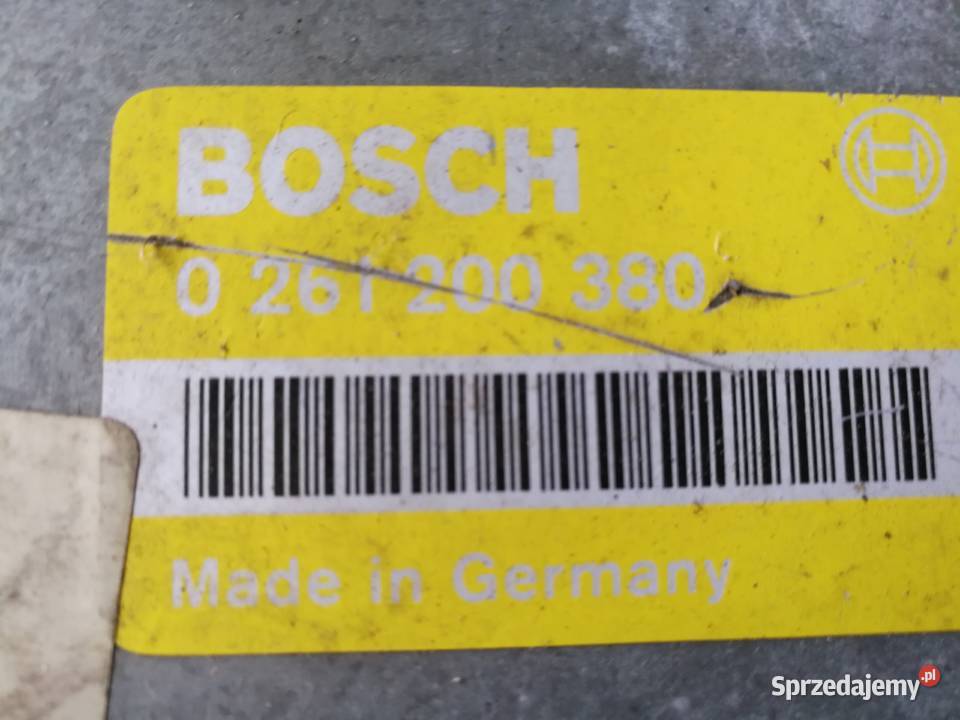 BOSCH
0 261 200 380
Made in Germany
Sprzedajemy.pl